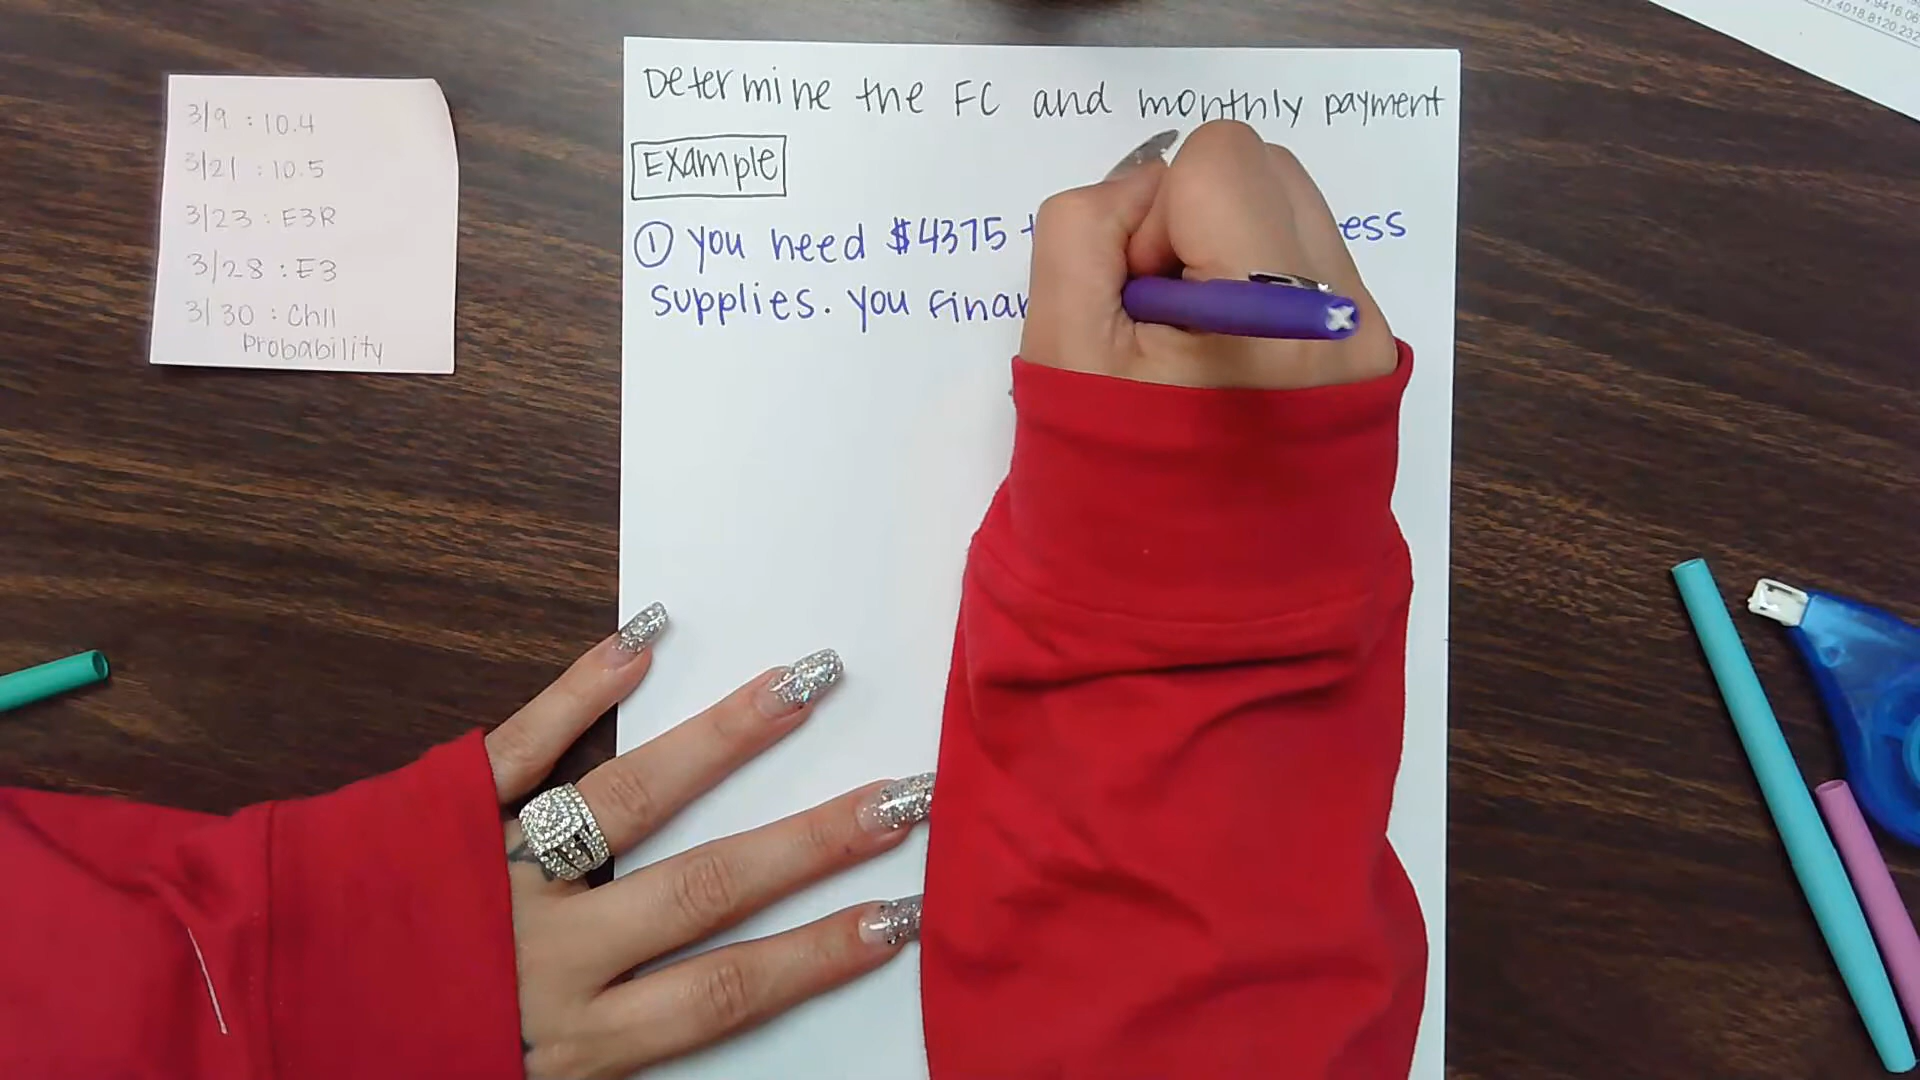 3/9 : 10.4
3/21 : 10.5
3/23 : E3R
3/28 : E3
3/30 : Ch11
Probability
Determine the FC and monthly payment
Example
① you need $4375
supplies. you